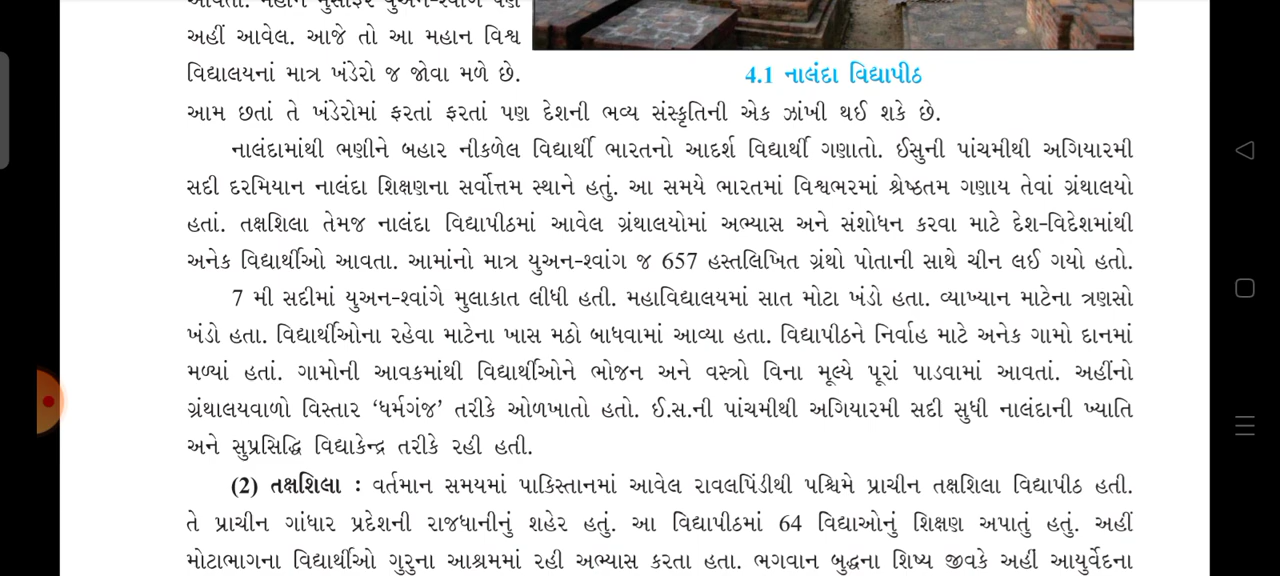 આવતા. મહાન મુસાફર યુઅન-શ્વાંગ પણ
અહીં આવેલ. આજે તો આ મહાન વિશ્વ
વિદ્યાલયનાં માત્ર ખંડેરો જ જોવા મળે છે.
4.1 નાલંદા વિદ્યાપીઠ
આમ છતાં તે ખંડેરોમાં ફરતાં ફરતાં પણ દેશની ભવ્ય સંસ્કૃતિની એક ઝાંખી થઈ શકે છે.
નાલંદામાંથી ભણીને બહાર નીકળેલ વિદ્યાર્થી ભારતનો આદર્શ વિદ્યાર્થી ગણાતો. ઈસુની પાંચમીથી અગિયારમી
સદી દરમિયાન નાલંદા શિક્ષણના સર્વોત્તમ સ્થાને હતું. આ સમયે ભારતમાં વિશ્વભરમાં શ્રેષ્ઠતમ ગણાય તેવાં ગ્રંથાલયો
હતાં. તક્ષશિલા તેમજ નાલંદા વિદ્યાપીઠમાં આવેલ ગ્રંથાલયોમાં અભ્યાસ અને સંશોધન કરવા માટે દેશ-વિદેશમાંથી
અનેક વિદ્યાર્થીઓ આવતા. આમાંનો માત્ર યુઅન-શ્વાંગ જ 657 હસ્તલિખિત ગ્રંથો પોતાની સાથે ચીન લઈ ગયો હતો.
7 મી સદીમાં યુઅન-શ્વાંગે મુલાકાત લીધી હતી. મહાવિદ્યાલયમાં સાત મોટા ખંડો હતા. વ્યાખ્યાન માટેના ત્રણસો
ખંડો હતા. વિદ્યાર્થીઓના રહેવા માટેના ખાસ મઠો બાધવામાં આવ્યા હતા. વિદ્યાપીઠને નિર્વાહ માટે અનેક ગામો દાનમાં
મળ્યાં હતાં. ગામોની આવકમાંથી વિદ્યાર્થીઓને ભોજન અને વસ્ત્રો વિના મૂલ્યે પૂરાં પાડવામાં આવતાં. અહીંનો
ગ્રંથાલયવાળો વિસ્તાર ‘ધર્મગંજ’ તરીકે ઓળખાતો હતો. ઈ.સ.ની પાંચમીથી અગિયારમી સદી સુધી નાલંદાની ખ્યાતિ
અને સુપ્રસિદ્ધિ વિદ્યાકેન્દ્ર તરીકે રહી હતી.
(2) તક્ષશિલા : વર્તમાન સમયમાં પાકિસ્તાનમાં આવેલ રાવલપિંડીથી પશ્ચિમે પ્રાચીન તક્ષશિલા વિદ્યાપીઠ હતી.
તે પ્રાચીન ગાંધાર પ્રદેશની રાજધાનીનું શહેર હતું. આ વિદ્યાપીઠમાં 64 વિદ્યાઓનું શિક્ષણ અપાતું હતું. અહીં
મોટાભાગના વિદ્યાર્થીઓ ગુરુના આશ્રમમાં રહી અભ્યાસ કરતા હતા. ભગવાન બુદ્ધના શિષ્ય જીવકે અહીં આયુર્વેદના